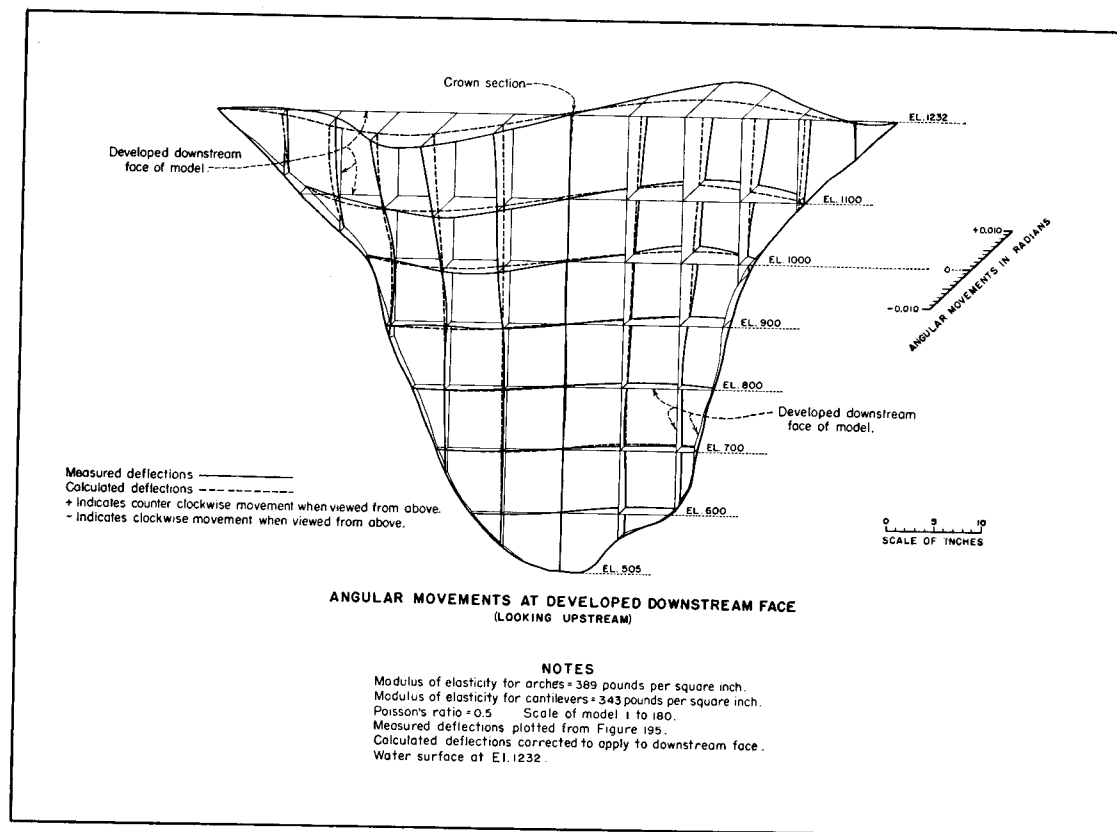 Crown section
EL. 1232
Developed downstream
face of model.
EL. 1100
+0.010
0
-0.010
ANGULAR MOVEMENTS IN RADIANS
EL. 1000
EL. 900
EL. 800
Developed downstream
face of model.
EL. 700
Measured deflections
Calculated deflections
+ Indicates counter clockwise movement when viewed from above.
- Indicates clockwise movement when viewed from above.
EL. 600
0 5 10
SCALE OF INCHES
EL. 505
ANGULAR MOVEMENTS AT DEVELOPED DOWNSTREAM FACE
(LOOKING UPSTREAM)
NOTES
Modulus of elasticity for arches = 389 pounds per square inch.
Modulus of elasticity for cantilevers = 343 pounds per square inch.
Poisson's ratio = 0.5 Scale of model 1 to 180.
Measured deflections plotted from Figure 195.
Calculated deflections corrected to apply to downstream face.
Water surface at El. 1232.